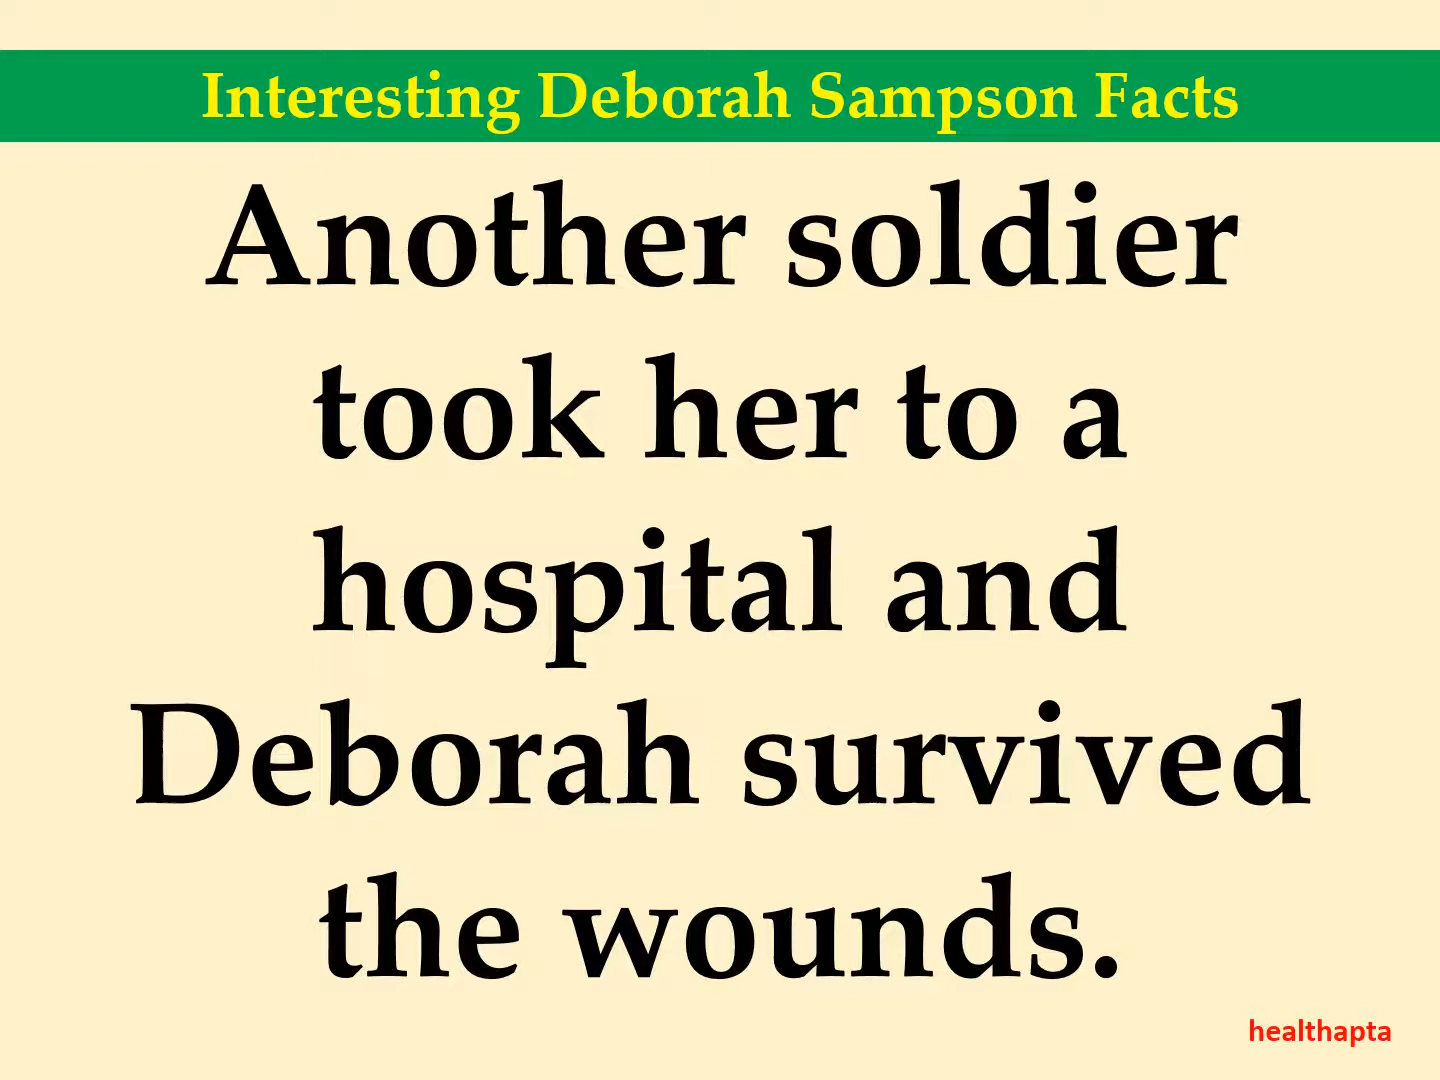 Interesting Deborah Sampson Facts
Another soldier
took her to a
hospital and
Deborah survived
the wounds.
healthapta